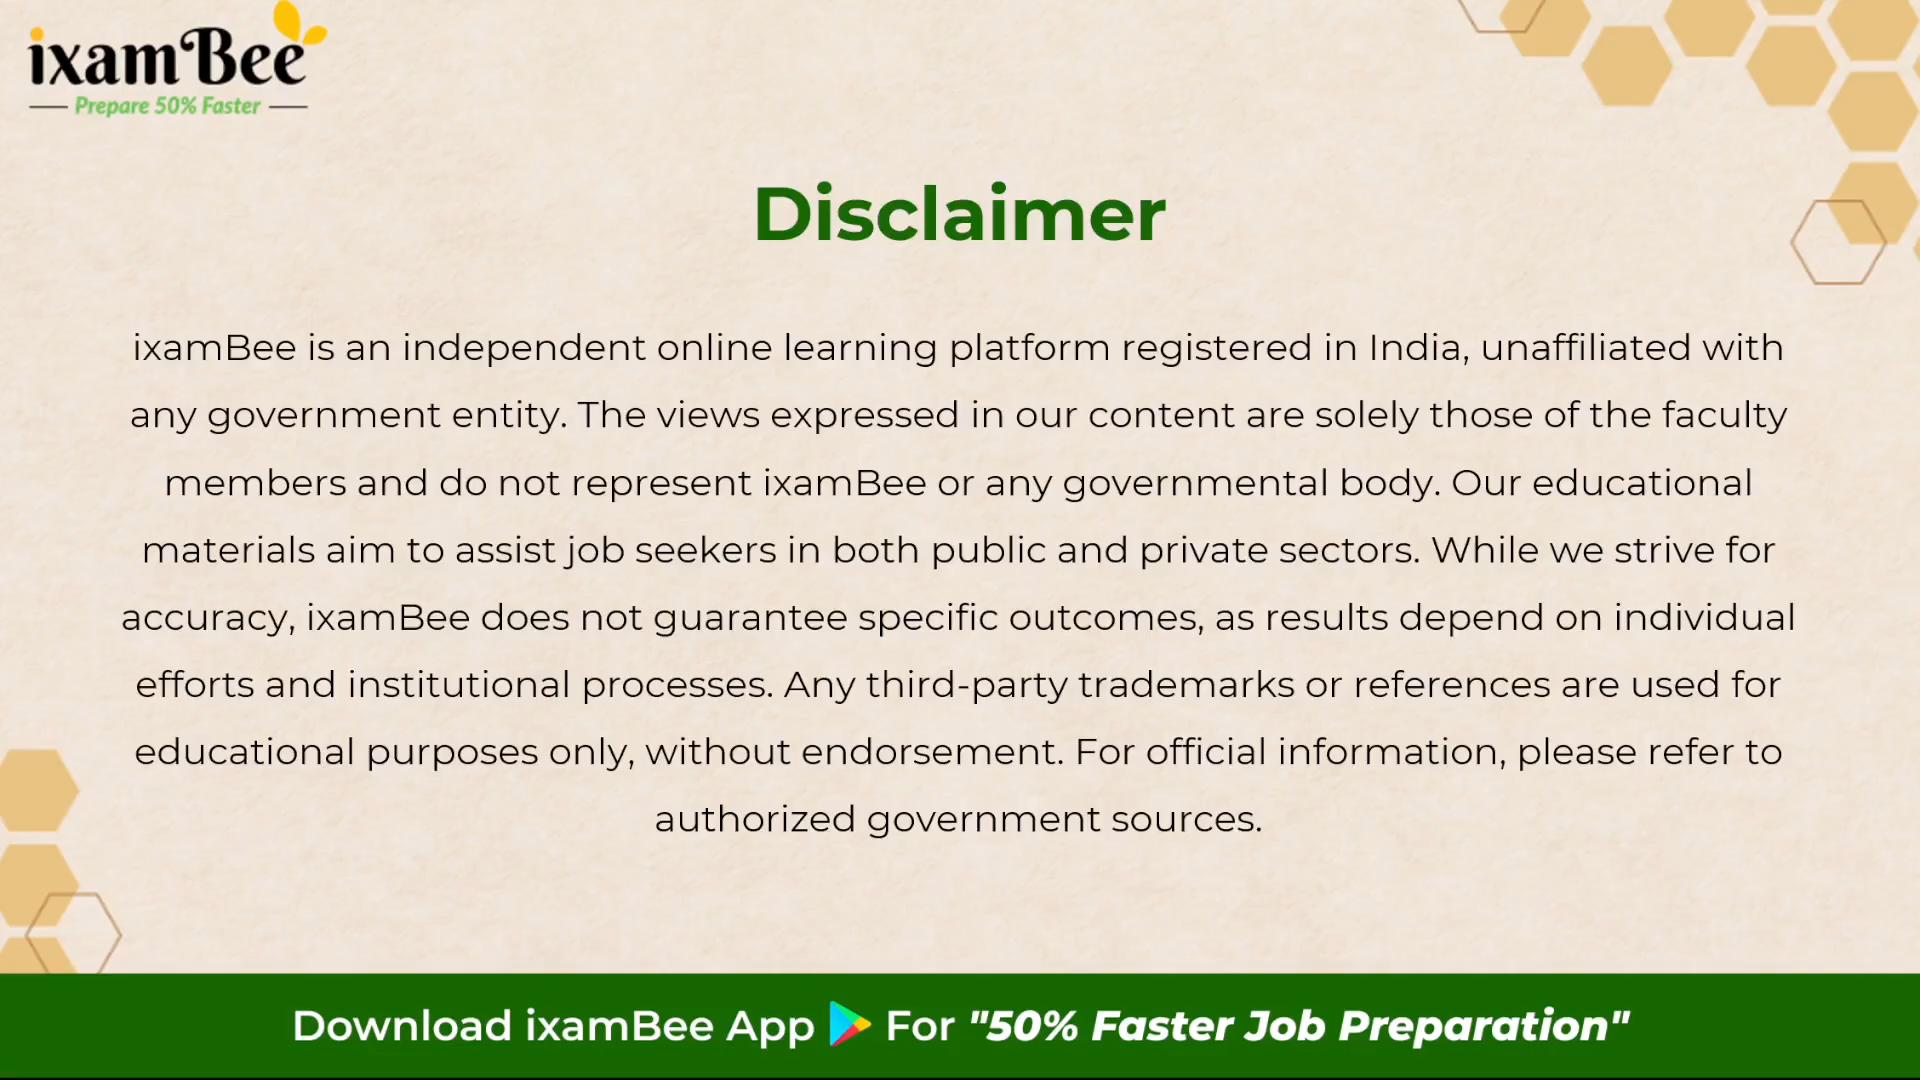 ixamBee
Prepare 50% Faster
Disclaimer
ixamBee is an independent online learning platform registered in India, unaffiliated with
any government entity. The views expressed in our content are solely those of the faculty
members and do not represent ixamBee or any governmental body. Our educational
materials aim to assist job seekers in both public and private sectors. While we strive for
accuracy, ixamBee does not guarantee specific outcomes, as results depend on individual
efforts and institutional processes. Any third-party trademarks or references are used for
educational purposes only, without endorsement. For official information, please refer to
authorized government sources.
Download ixamBee App For "50% Faster Job Preparation"